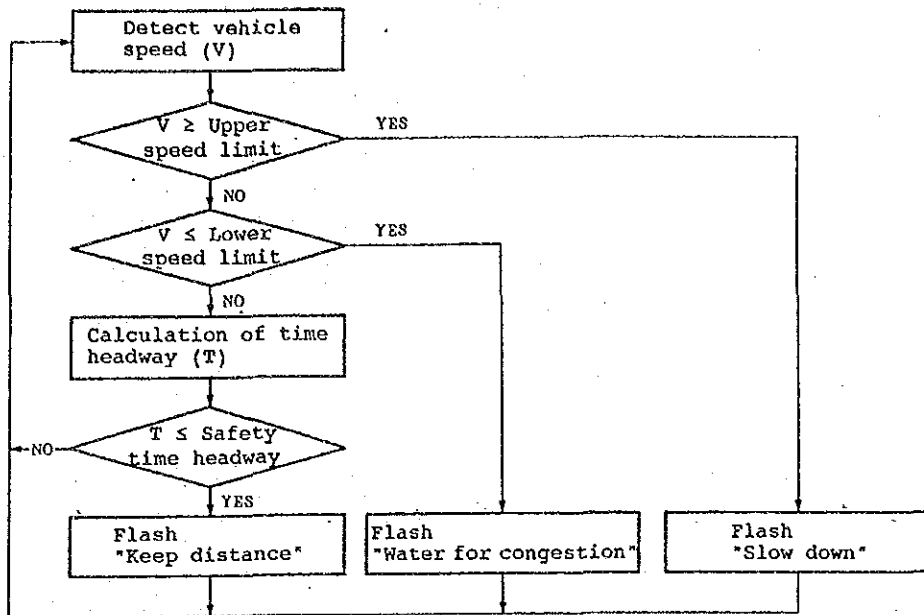 Detect vehicle
speed (V)
V ≥ Upper
speed limit
YES
NO
V ≤ Lower
speed limit
YES
NO
Calculation of time
headway (T)
T ≤ Safety
time headway
NO
YES
Flash
"Keep distance"
Flash
"Water for congestion"
Flash
"Slow down"